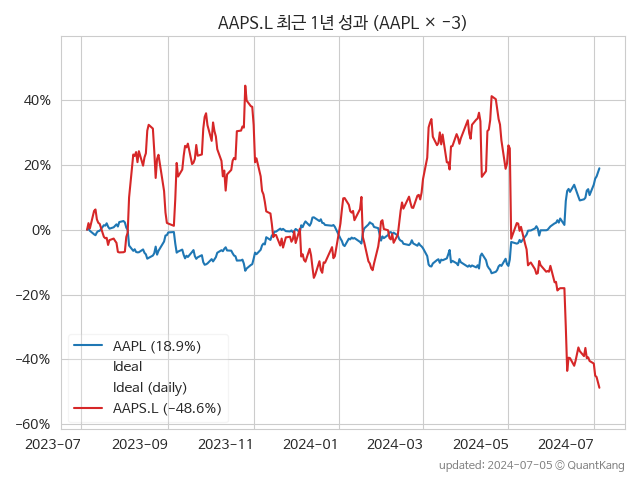 AAPS.L 최근 1년 성과 (AAPL × −3)
40%
20%
0%
−20%
−40%
−60%
AAPL (18.9%)
Ideal
Ideal (daily)
AAPS.L (−48.6%)
2023−07 2023−09 2023−11 2024−01 2024−03 2024−05 2024−07
updated: 2024-07-05 © QuantKang